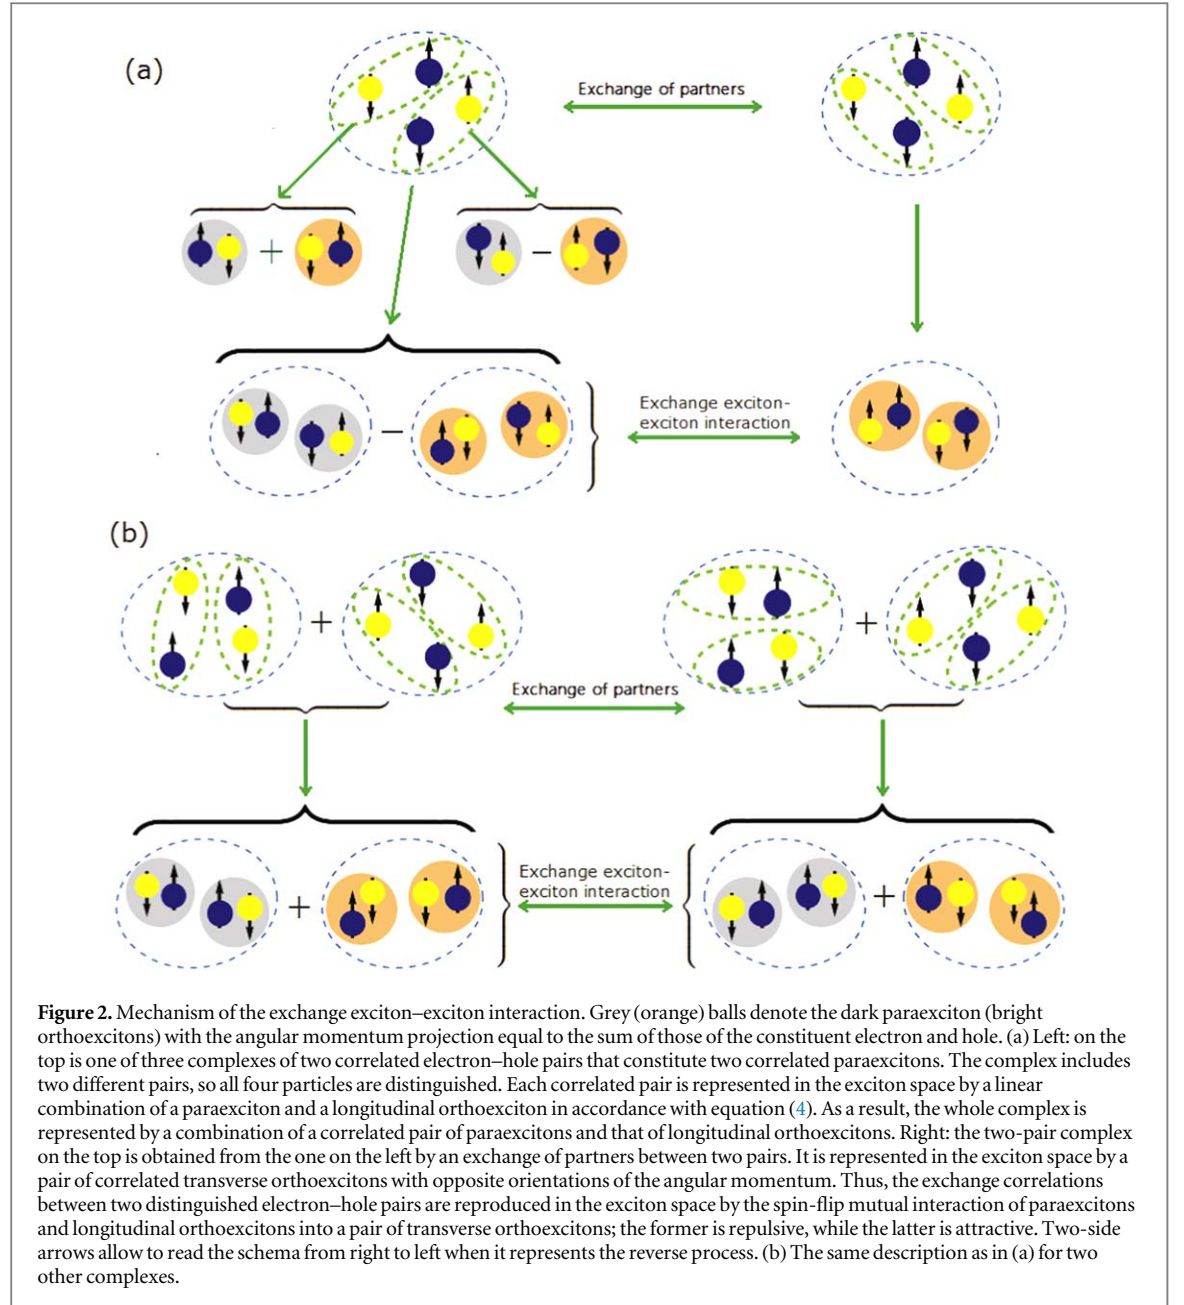 (a)
Exchange of partners
+
−
−
Exchange exciton-
exciton interaction
(b)
+
+
Exchange of partners
+
Exchange exciton-
exciton interaction
+
Figure 2. Mechanism of the exchange exciton–exciton interaction. Grey (orange) balls denote the dark paraexciton (bright
orthoexcitons) with the angular momentum projection equal to the sum of those of the constituent electron and hole. (a) Left: on the
top is one of three complexes of two correlated electron–hole pairs that constitute two correlated paraexcitons. The complex includes
two different pairs, so all four particles are distinguished. Each correlated pair is represented in the exciton space by a linear
combination of a paraexciton and a longitudinal orthoexciton in accordance with equation (4). As a result, the whole complex is
represented by a combination of a correlated pair of paraexcitons and that of longitudinal orthoexcitons. Right: the two-pair complex
on the top is obtained from the one on the left by an exchange of partners between two pairs. It is represented in the exciton space by a
pair of correlated transverse orthoexcitons with opposite orientations of the angular momentum. Thus, the exchange correlations
between two distinguished electron–hole pairs are reproduced in the exciton space by the spin-flip mutual interaction of paraexcitons
and longitudinal orthoexcitons into a pair of transverse orthoexcitons; the former is repulsive, while the latter is attractive. Two-side
arrows allow to read the schema from right to left when it represents the reverse process. (b) The same description as in (a) for two
other complexes.